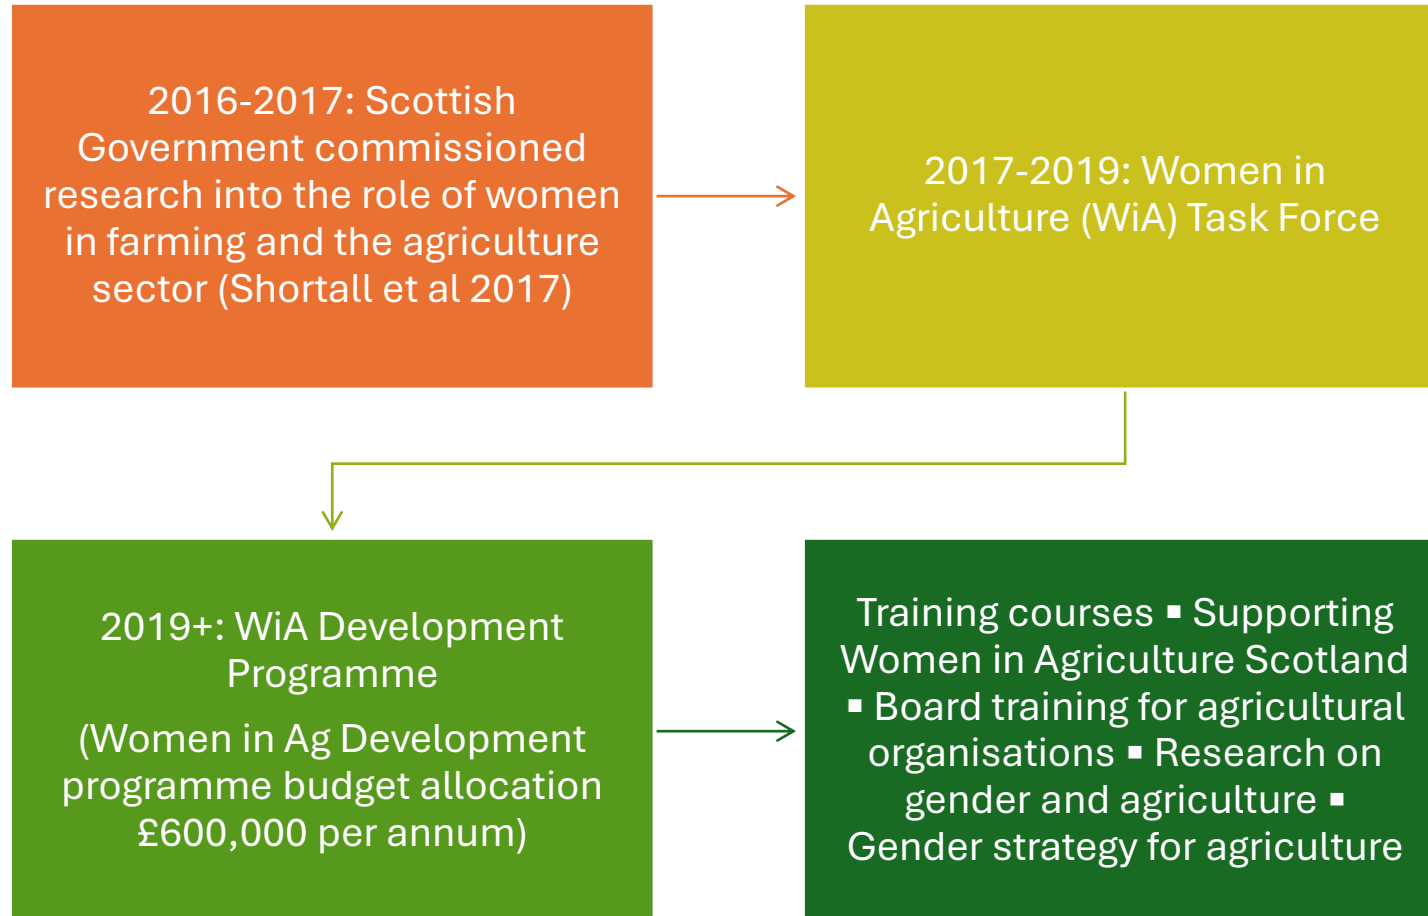 2016-2017: Scottish
Government commissioned
research into the role of women
in farming and the agriculture
sector (Shortall et al 2017)
2017-2019: Women in
Agriculture (WiA) Task Force
2019+: WiA Development
Programme
(Women in Ag Development
programme budget allocation
£600,000 per annum)
Training courses ▪ Supporting
Women in Agriculture Scotland
▪ Board training for agricultural
organisations ▪ Research on
gender and agriculture ▪
Gender strategy for agriculture